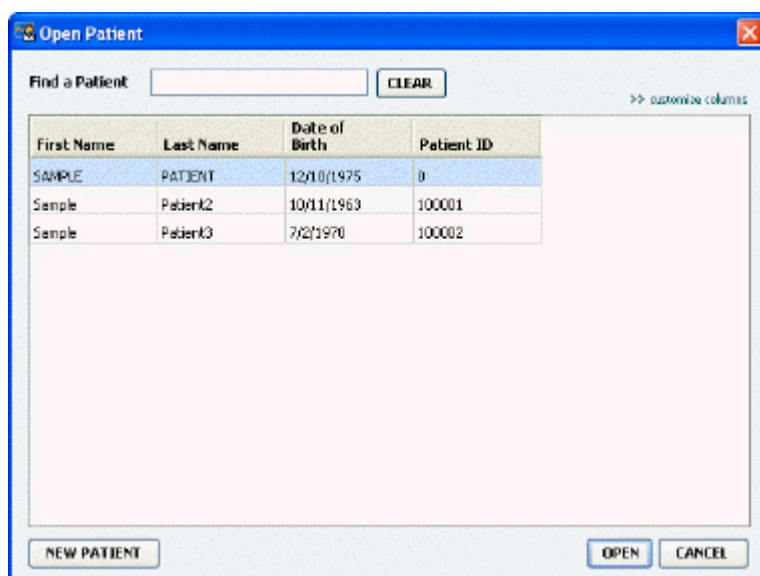 Open Patient
Find a Patient CLEAR
>> customize columns
First Name Last Name Date of Birth Patient ID
SAMPLE PATIENT 12/10/1975 0
Sample Patient2 10/11/1963 100001
Sample Patient3 7/2/1970 100002
NEW PATIENT OPEN CANCEL